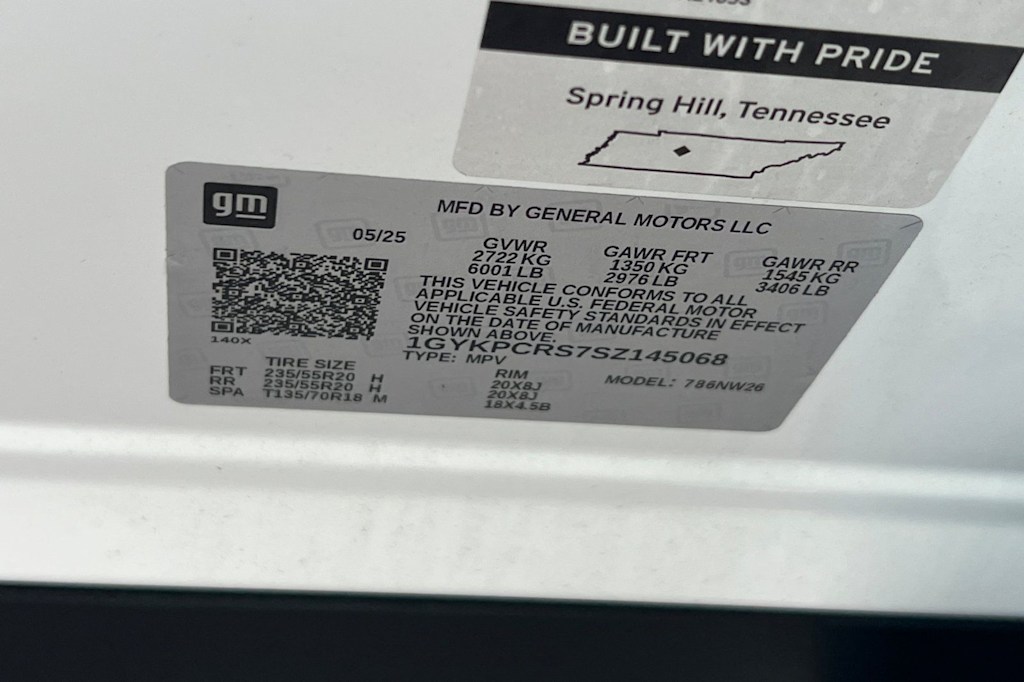 BUILT WITH PRIDE
Spring Hill, Tennessee
gm
MFD BY GENERAL MOTORS LLC
05/25
GVWR GAWR FRT GAWR RR
2722 KG 1350 KG 1545 KG
6001 LB 2976 LB 3406 LB
THIS VEHICLE CONFORMS TO ALL
APPLICABLE U.S. FEDERAL MOTOR
VEHICLE SAFETY STANDARDS IN EFFECT
ON THE DATE OF MANUFACTURE
SHOWN ABOVE.
140X
1GYKPCRS7SZ145068
TYPE: MPV MODEL: 786NW26
TIRE SIZE RIM
FRT 235/55R20 H 20X8J
RR 235/55R20 H 20X8J
SPA T135/70R18 M 18X4.5B